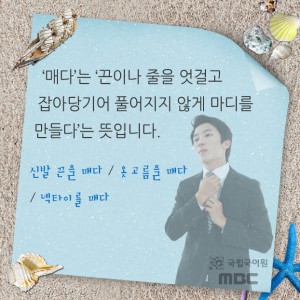 ‘매다’는 ‘끈이나 줄을 엇걸고
잡아당기어 풀어지지 않게 마디를
만들다’는 뜻입니다.
신발 끈을 매다 / 옷고름을 매다
/ 넥타이를 매다
국립국어원
MBC